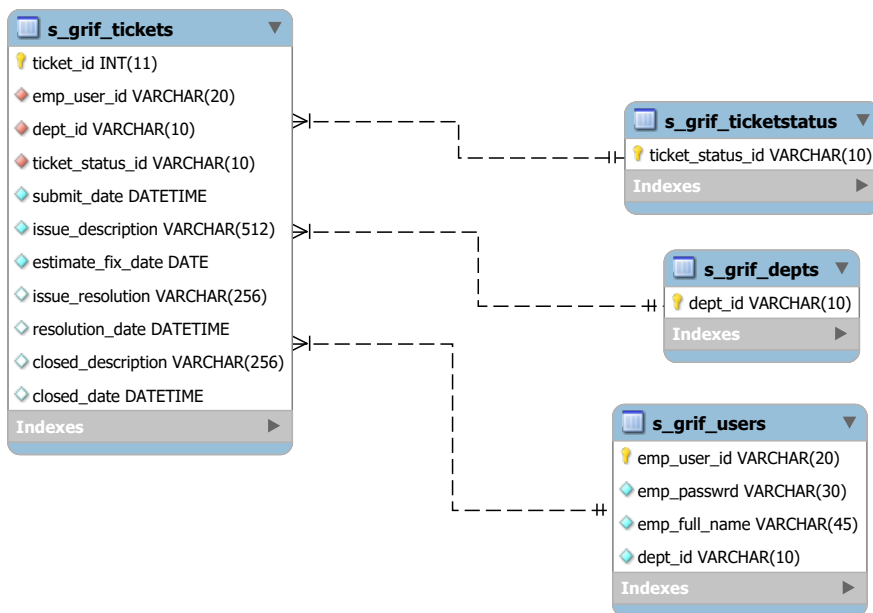 s_grif_tickets
ticket_id INT(11)
emp_user_id VARCHAR(20)
dept_id VARCHAR(10)
ticket_status_id VARCHAR(10)
submit_date DATETIME
issue_description VARCHAR(512)
estimate_fix_date DATE
issue_resolution VARCHAR(256)
resolution_date DATETIME
closed_description VARCHAR(256)
closed_date DATETIME
Indexes
s_grif_ticketstatus
ticket_status_id VARCHAR(10)
Indexes
s_grif_depts
dept_id VARCHAR(10)
Indexes
s_grif_users
emp_user_id VARCHAR(20)
emp_passwrd VARCHAR(30)
emp_full_name VARCHAR(45)
dept_id VARCHAR(10)
Indexes